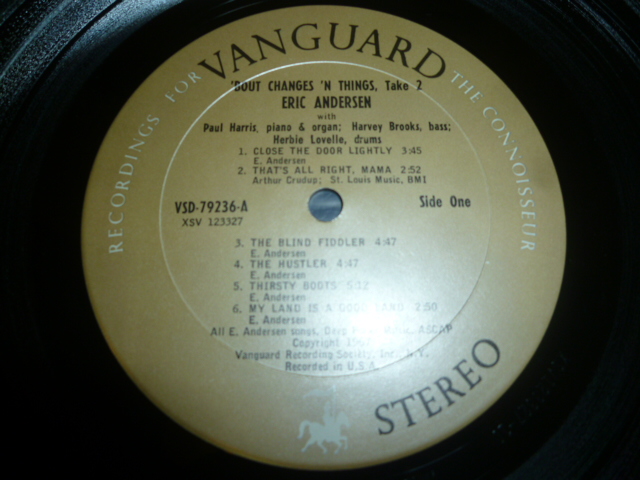 RECORDINGS FOR VANGUARD THE CONNOISSEUR
'BOUT CHANGES 'N THINGS, Take 2
ERIC ANDERSEN
with
Paul Harris, piano & organ; Harvey Brooks, bass;
Herbie Lovelle, drums
1. CLOSE THE DOOR LIGHTLY 3:45
E. Andersen
2. THAT'S ALL RIGHT, MAMA 2:52
Arthur Crudup; St. Louis Music, BMI
VSD-79236-A
XSV 123327
Side One
3. THE BLIND FIDDLER 4:47
E. Andersen
4. THE HUSTLER 4:47
E. Andersen
5. THIRSTY BOOTS 5:12
E. Andersen
6. MY LAND IS A GOOD LAND 2:50
E. Andersen
All E. Andersen songs, Music, ASCAP
Copyright
Vanguard Recording Society, Inc., N.Y.
Recorded in U.S.A.
STEREO